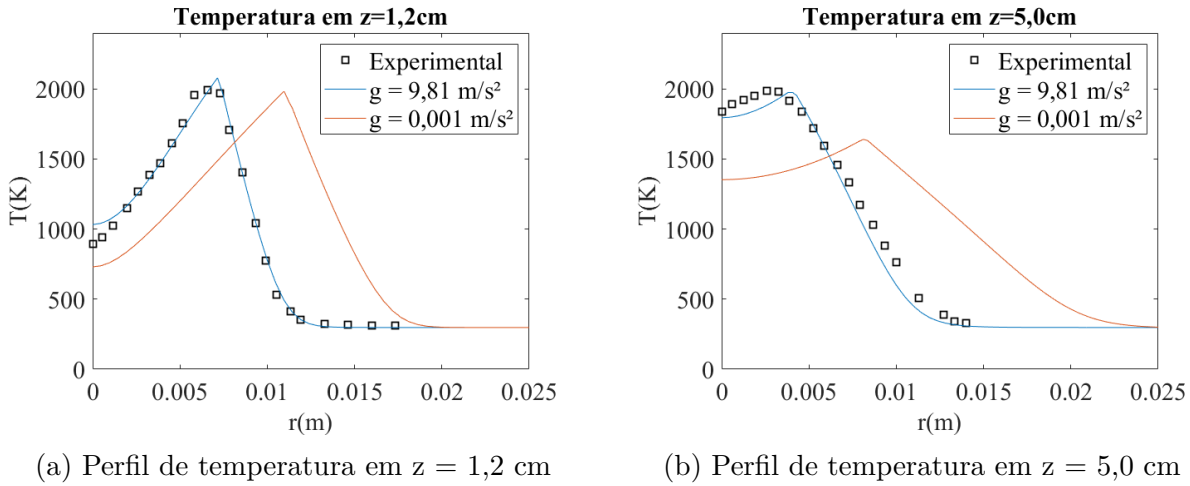 Temperatura em z=1,2cm
Experimental
g = 9,81 m/s²
g = 0,001 m/s²
T(K)
2000
1500
1000
500
0
0
0.005
0.01
0.015
0.02
0.025
r(m)
(a) Perfil de temperatura em z = 1,2 cm
Temperatura em z=5,0cm
Experimental
g = 9,81 m/s²
g = 0,001 m/s²
T(K)
2000
1500
1000
500
0
0
0.005
0.01
0.015
0.02
0.025
r(m)
(b) Perfil de temperatura em z = 5,0 cm